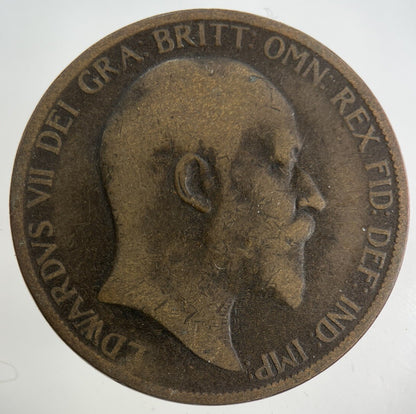 EDWARDVS VII DEI GRA: BRITT: OMN: REX FID: DEF: IND: IMP: